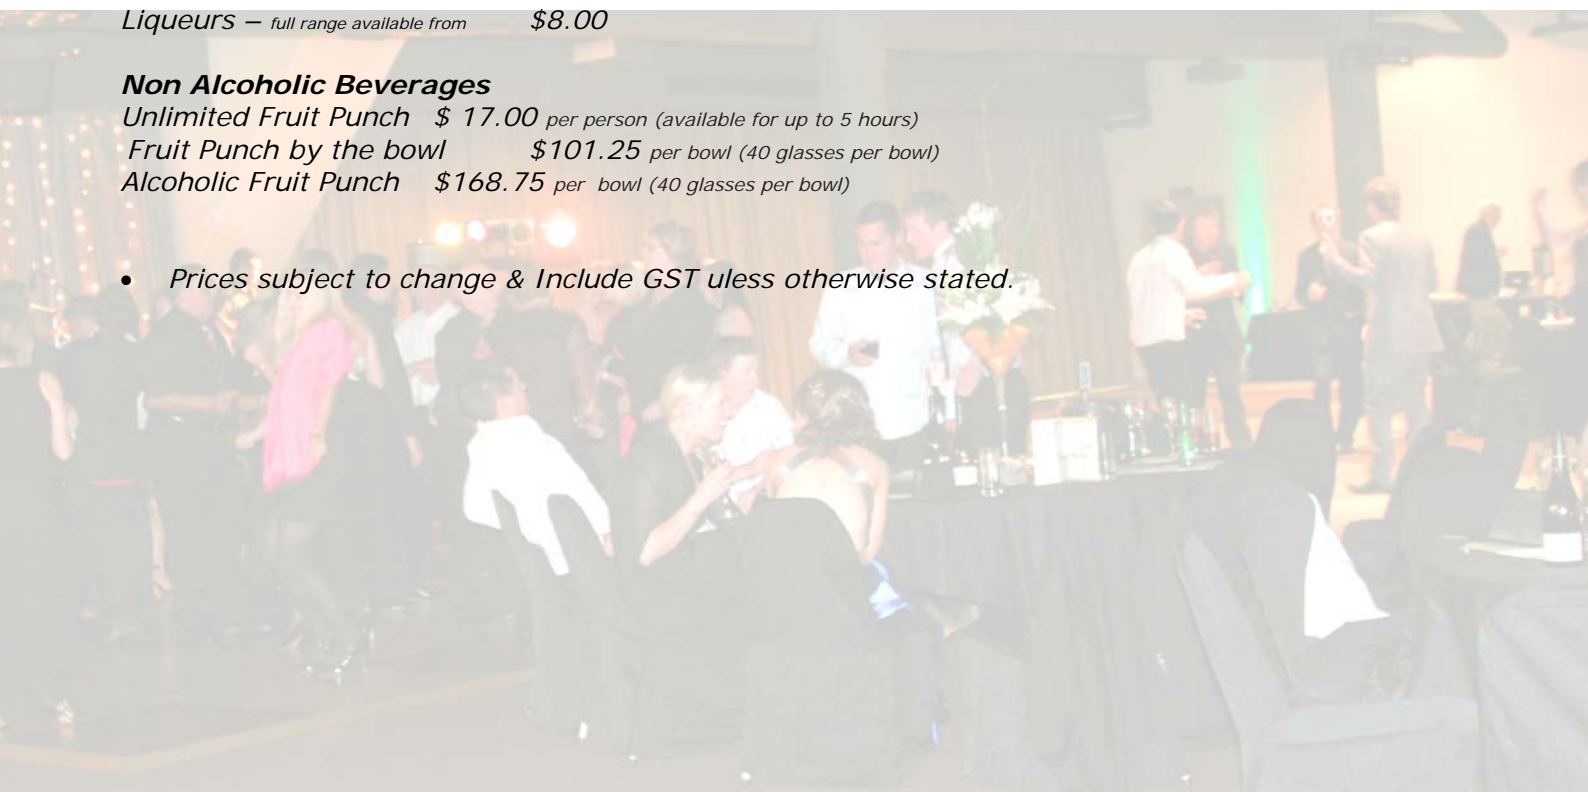 Liqueurs – full range available from $8.00
Non Alcoholic Beverages
Unlimited Fruit Punch $ 17.00 per person (available for up to 5 hours)
Fruit Punch by the bowl $101.25 per bowl (40 glasses per bowl)
Alcoholic Fruit Punch $168.75 per bowl (40 glasses per bowl)
• Prices subject to change & Include GST uless otherwise stated.